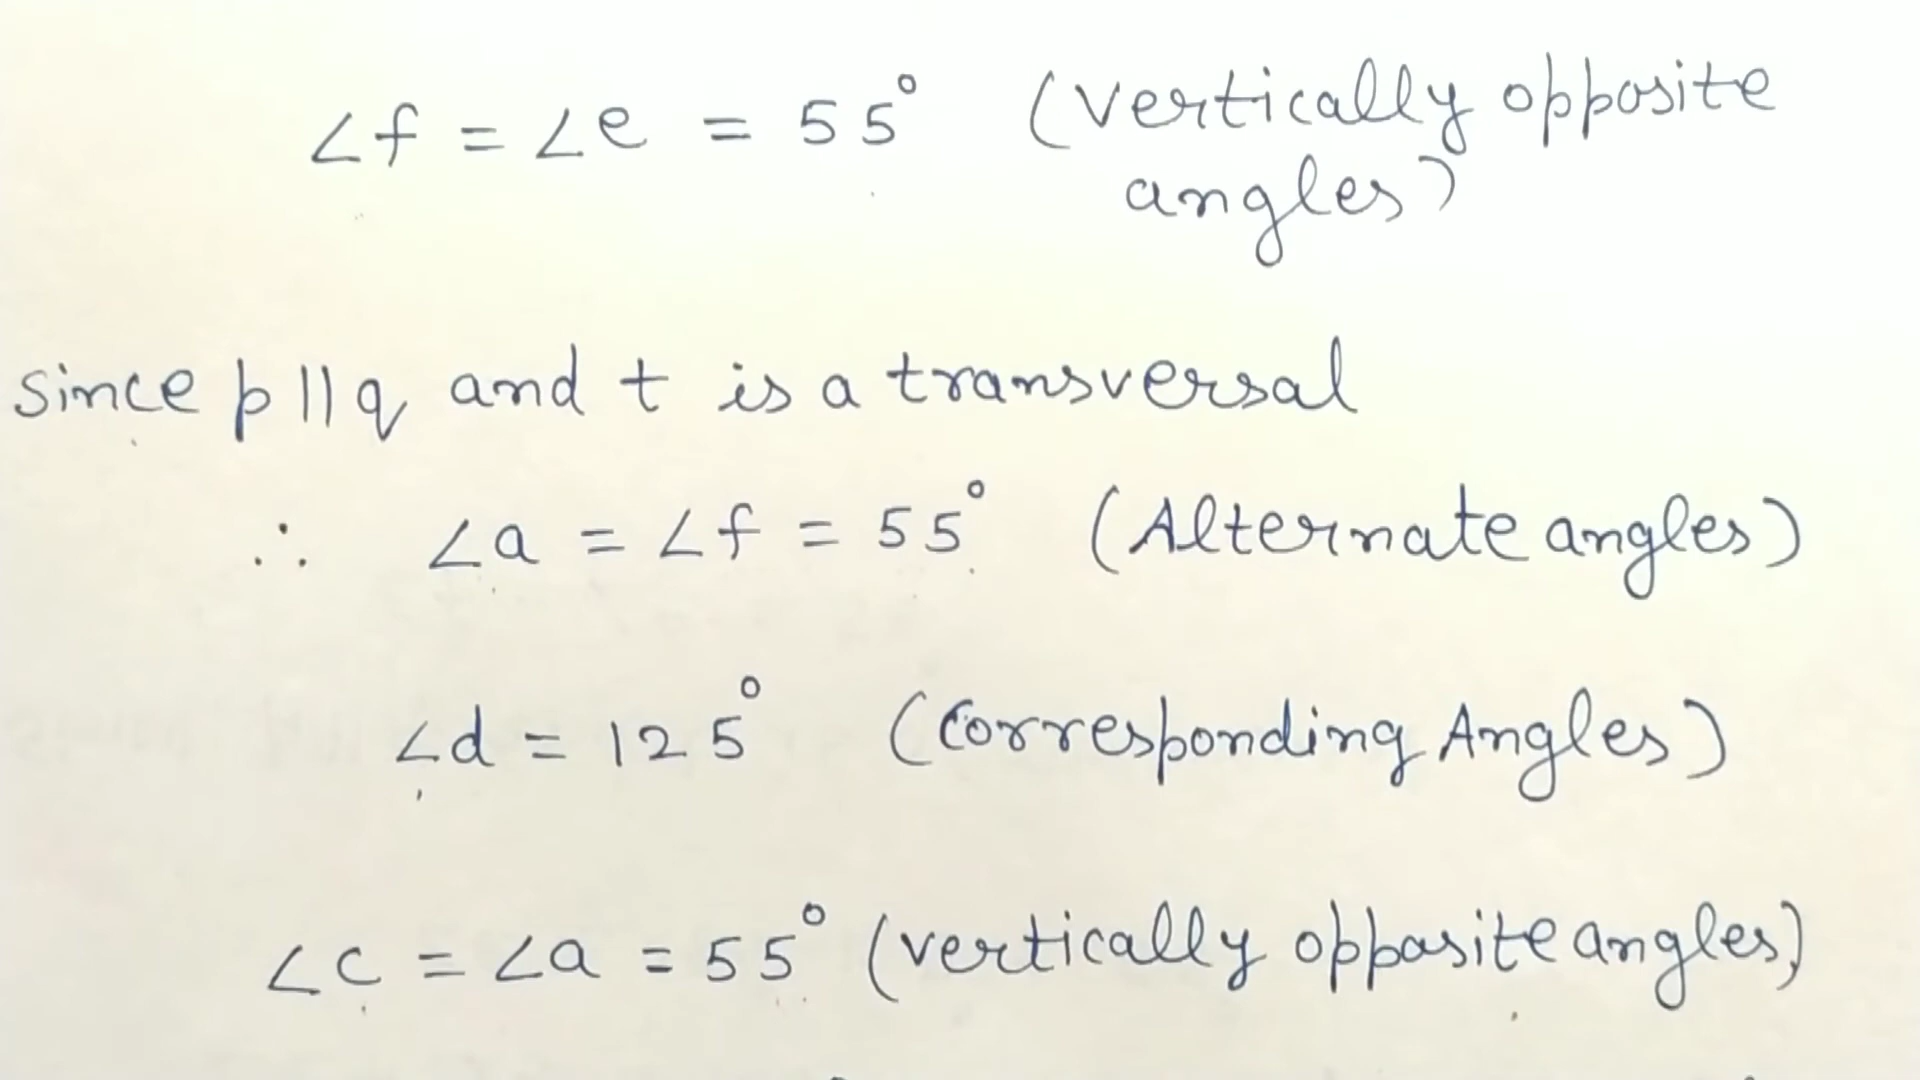 ∠f = ∠e = 55° (vertically opposite
angles)
since p || q and t is a transversal
∴ ∠a = ∠f = 55° (Alternate angles)
∠d = 125° (Corresponding Angles)
∠c = ∠a = 55° (vertically opposite angles)